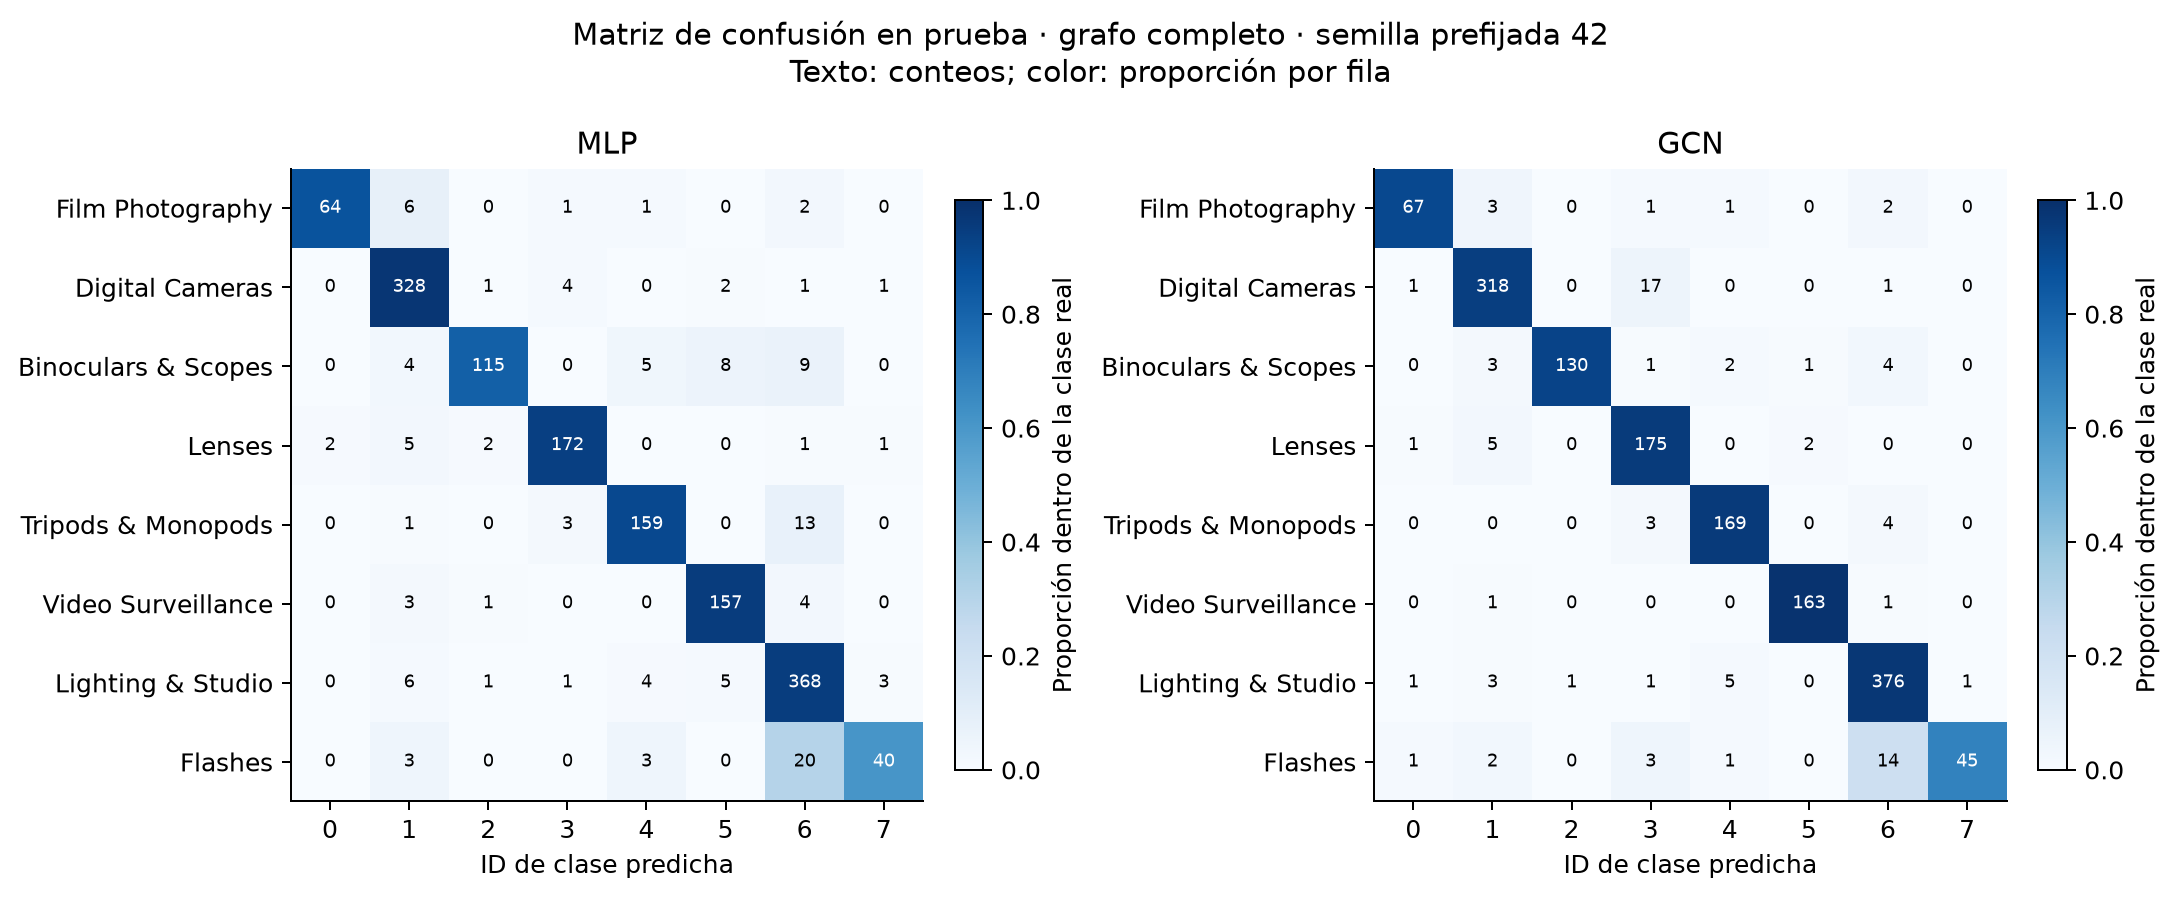 Matriz de confusión en prueba · grafo completo · semilla prefijada 42
Texto: conteos; color: proporción por fila
MLP
Film Photography 64 6 0 1 1 0 2 0
Digital Cameras 0 328 1 4 0 2 1 1
Binoculars & Scopes 0 4 115 0 5 8 9 0
Lenses 2 5 2 172 0 0 1 1
Tripods & Monopods 0 1 0 3 159 0 13 0
Video Surveillance 0 3 1 0 0 157 4 0
Lighting & Studio 0 6 1 1 4 5 368 3
Flashes 0 3 0 0 3 0 20 40
0 1 2 3 4 5 6 7
ID de clase predicha
1.0
0.8
0.6
0.4
0.2
0.0
Proporción dentro de la clase real
GCN
Film Photography 67 3 0 1 1 0 2 0
Digital Cameras 1 318 0 17 0 0 1 0
Binoculars & Scopes 0 3 130 1 2 1 4 0
Lenses 1 5 0 175 0 2 0 0
Tripods & Monopods 0 0 0 3 169 0 4 0
Video Surveillance 0 1 0 0 0 163 1 0
Lighting & Studio 1 3 1 1 5 0 376 1
Flashes 1 2 0 3 1 0 14 45
0 1 2 3 4 5 6 7
ID de clase predicha
1.0
0.8
0.6
0.4
0.2
0.0
Proporción dentro de la clase real